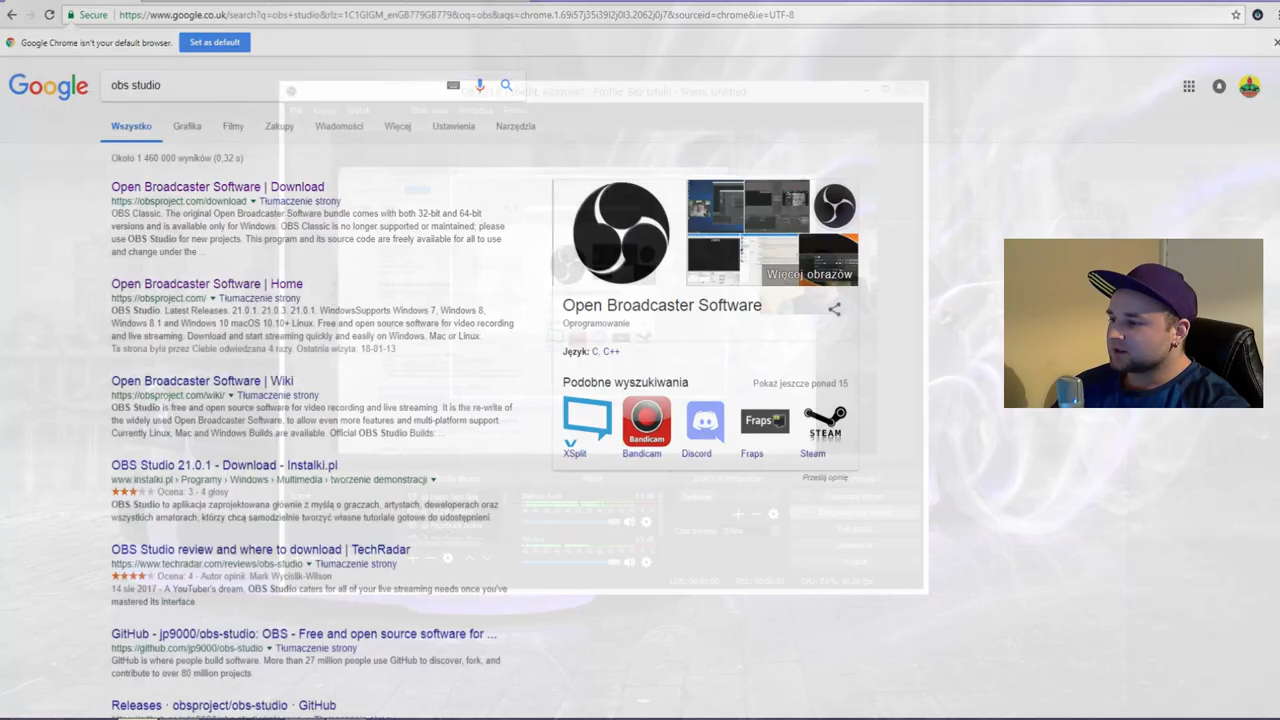 Secure
https://www.google.co.uk/search?q=obs+studio&rlz=1C1GIGM_enGB779GB779&oq=obs&aqs=chrome.1.69i57j35i39l2j0l3.2062j0j7&sourceid=chrome&ie=UTF-8
Google Chrome isn't your default browser.
Set as default
Google
obs studio
Wszystko
Grafika
Filmy
Zakupy
Wiadomości
Więcej
Ustawienia
Narzędzia
Około 1 460 000 wyników (0,32 s)
Open Broadcaster Software | Download
https://obsproject.com/download ▾ Tłumaczenie strony
OBS Classic. The original Open Broadcaster Software bundle comes with both 32-bit and 64-bit
versions and is available only for Windows. OBS Classic is no longer supported or maintained; please
use OBS Studio for new projects. This program and its source code are freely available for all to use
and change under the ...
Open Broadcaster Software | Home
https://obsproject.com/ ▾ Tłumaczenie strony
OBS Studio. Latest Releases. 21.0.1. 21.0.3. 21.0.1. WindowsSupports Windows 7, Windows 8,
Windows 8.1 and Windows 10 macOS 10.10+ Linux. Free and open source software for video recording
and live streaming. Download and start streaming quickly and easily on Windows, Mac or Linux.
Ta strona była przez Ciebie odwiedzana 4 razy. Ostatnia wizyta: 18-01-13
Open Broadcaster Software | Wiki
https://obsproject.com/wiki/ ▾ Tłumaczenie strony
OBS Studio is free and open source software for video recording and live streaming. It is the re-write of
the widely used Open Broadcaster Software, to allow even more features and multi-platform support.
Currently Linux, Mac and Windows Builds are available. Official OBS Studio Builds: ...
OBS Studio 21.0.1 - Download - Instalki.pl
www.instalki.pl › Programy › Windows › Multimedia › tworzenie demonstracji ▾
Ocena: 3 - 4 głosy
OBS Studio to aplikacja zaprojektowana głównie z myślą o graczach, artystach, deweloperach oraz
wszystkich amatorach, którzy chcą samodzielnie tworzyć własne tutoriale gotowe do udostępnieni.
OBS Studio review and where to download | TechRadar
https://www.techradar.com/reviews/obs-studio ▾ Tłumaczenie strony
Ocena: 4 - Autor opinii: Mark Wycislik-Wilson
14 sie 2017 - A YouTuber's dream, OBS Studio caters for all of your live streaming needs once you've
mastered its interface.
GitHub - jp9000/obs-studio: OBS - Free and open source software for ...
https://github.com/jp9000/obs-studio ▾ Tłumaczenie strony
GitHub is where people build software. More than 27 million people use GitHub to discover, fork, and
contribute to over 80 million projects.
Releases · obsproject/obs-studio · GitHub
Więcej obrazów
Open Broadcaster Software
Oprogramowanie
Język: C, C++
Podobne wyszukiwania
Pokaż jeszcze ponad 15
Bandicam
Fraps
STEAM
XSplit
Bandicam
Discord
Fraps
Steam
Prześlij opinię